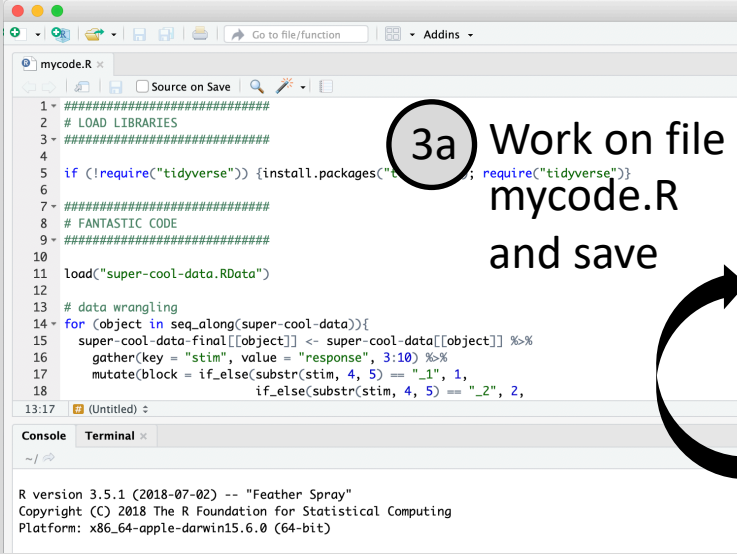 Go to file/function
Addins
mycode.R
Source on Save
1 #############################
2 # LOAD LIBRARIES
3 #############################
4
5 if (!require("tidyverse")) {install.packages("t ); require("tidyverse")}
6
7 #############################
8 # FANTASTIC CODE
9 #############################
10
11 load("super-cool-data.RData")
12
13 # data wrangling
14 for (object in seq_along(super-cool-data)){
15 super-cool-data-final[[object]] <- super-cool-data[[object]] %>%
16 gather(key = "stim", value = "response", 3:10) %>%
17 mutate(block = if_else(substr(stim, 4, 5) == "_1", 1,
18 if_else(substr(stim, 4, 5) == "_2", 2,
3a
Work on file
mycode.R
and save
13:17 # (Untitled)
Console Terminal
~/
R version 3.5.1 (2018-07-02) -- "Feather Spray"
Copyright (C) 2018 The R Foundation for Statistical Computing
Platform: x86_64-apple-darwin15.6.0 (64-bit)